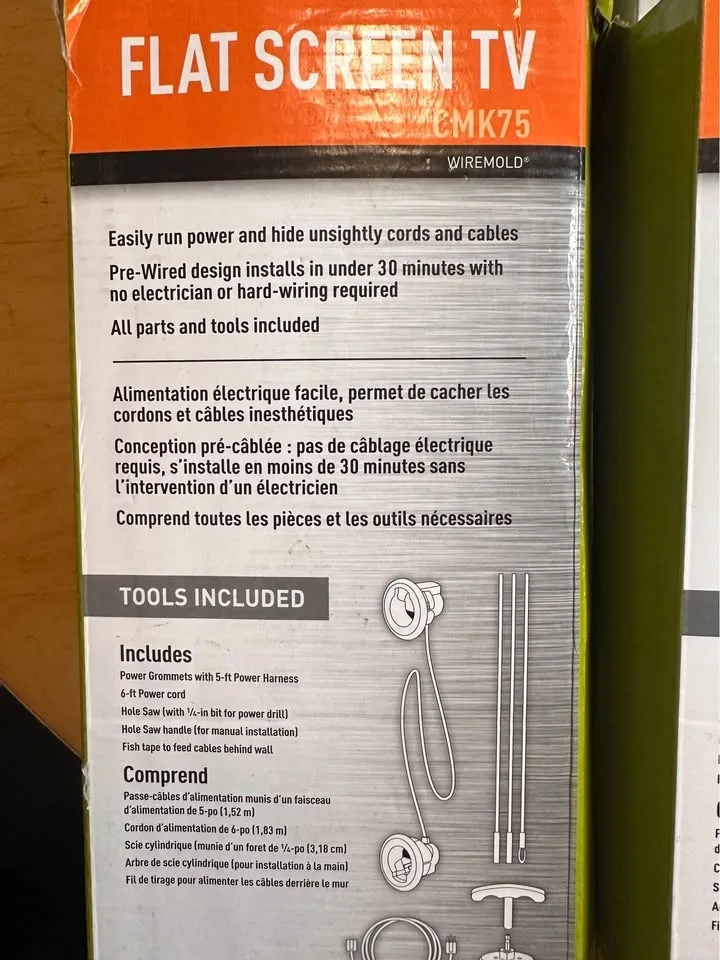 FLAT SCREEN TV
CMK75
WIREMOLD®
Easily run power and hide unsightly cords and cables
Pre-Wired design installs in under 30 minutes with
no electrician or hard-wiring required
All parts and tools included
Alimentation électrique facile, permet de cacher les
cordons et câbles inesthétiques
Conception pré-câblée : pas de câblage électrique
requis, s'installe en moins de 30 minutes sans
l'intervention d'un électricien
Comprend toutes les pièces et les outils nécessaires
TOOLS INCLUDED
Includes
Power Grommets with 5-ft Power Harness
6-ft Power cord
Hole Saw (with ¼-in bit for power drill)
Hole Saw handle (for manual installation)
Fish tape to feed cables behind wall
Comprend
Passe-câbles d'alimentation munis d'un faisceau
d'alimentation de 5-po (1,52 m)
Cordon d'alimentation de 6-po (1,83 m)
Scie cylindrique (munie d'un foret de ¼-po (3,18 cm)
Arbre de scie cylindrique (pour installation à la main)
Fil de tirage pour alimenter les câbles derrière le mur